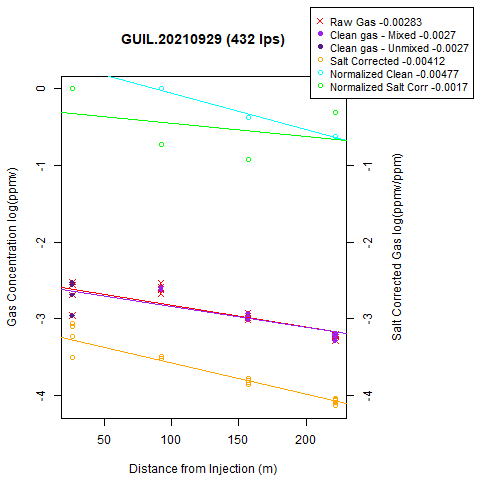 GUIL.20210929 (432 lps)
Raw Gas -0.00283
Clean gas - Mixed -0.0027
Clean gas - Unmixed -0.0027
Salt Corrected -0.00412
Normalized Clean -0.00477
Normalized Salt Corr -0.0017
Gas Concentration log(ppmv)
0
-1
-2
-3
-4
0
-1
-2
-3
-4
Salt Corrected Gas log(ppmv/ppm)
50 100 150 200
Distance from Injection (m)